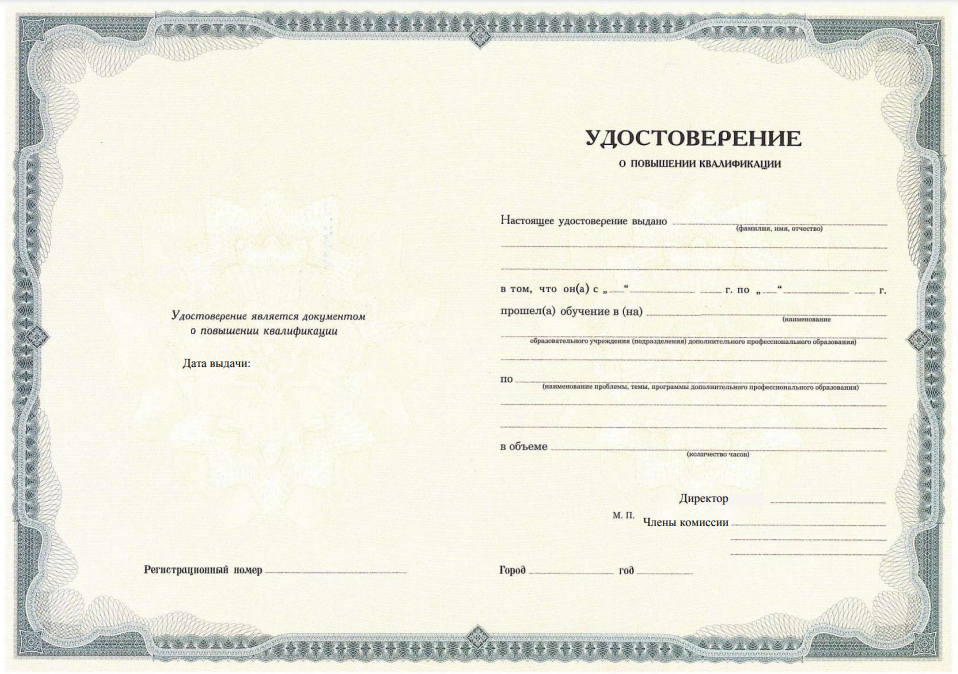 Удостоверение является документом
о повышении квалификации
Дата выдачи:
Регистрационный номер
УДОСТОВЕРЕНИЕ
О ПОВЫШЕНИИ КВАЛИФИКАЦИИ
Настоящее удостоверение выдано
(фамилия, имя, отчество)
в том, что он(а) с „ “ г. по „ “ г.
прошел(а) обучение в (на)
(наименование
образовательного учреждения (подразделения) дополнительного профессионального образования)
по
(наименование проблемы, темы, программы дополнительного профессионального образования)
в объеме
(количество часов)
Директор
М. П. Члены комиссии
Город год